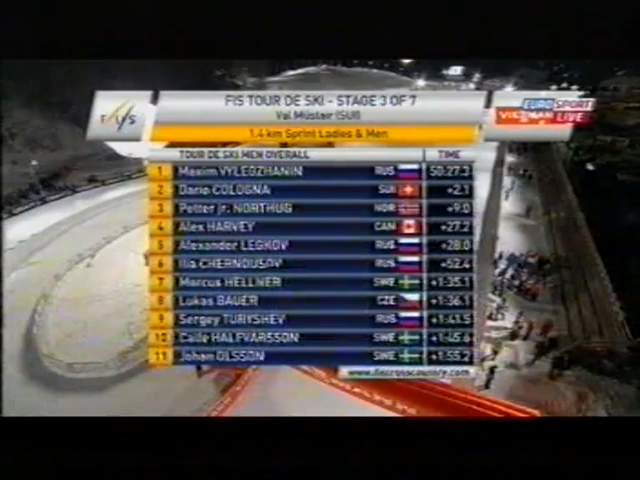 FIS
FIS TOUR DE SKI - STAGE 3 OF 7
Val Müstair (SUI)
1.4 km Sprint Ladies & Men
EUROSPORT
LIVE
TOUR DE SKI MEN OVERALL TIME
1 Maxim VYLEGZHANIN RUS 50:27.3
2 Dario COLOGNA SUI +2.1
3 Petter jr. NORTHUG NOR +9.0
4 Alex HARVEY CAN +27.2
5 Alexander LEGKOV RUS +28.0
6 Ilia CHERNOUSOV RUS +52.4
7 Marcus HELLNER SWE +1:35.1
8 Lukas BAUER CZE +1:36.1
9 Sergey TURYSHEV RUS +1:41.5
10 Calle HALFVARSSON SWE +1:45.6
11 Johan OLSSON SWE +1:55.2
www.fiscrosscountry.com